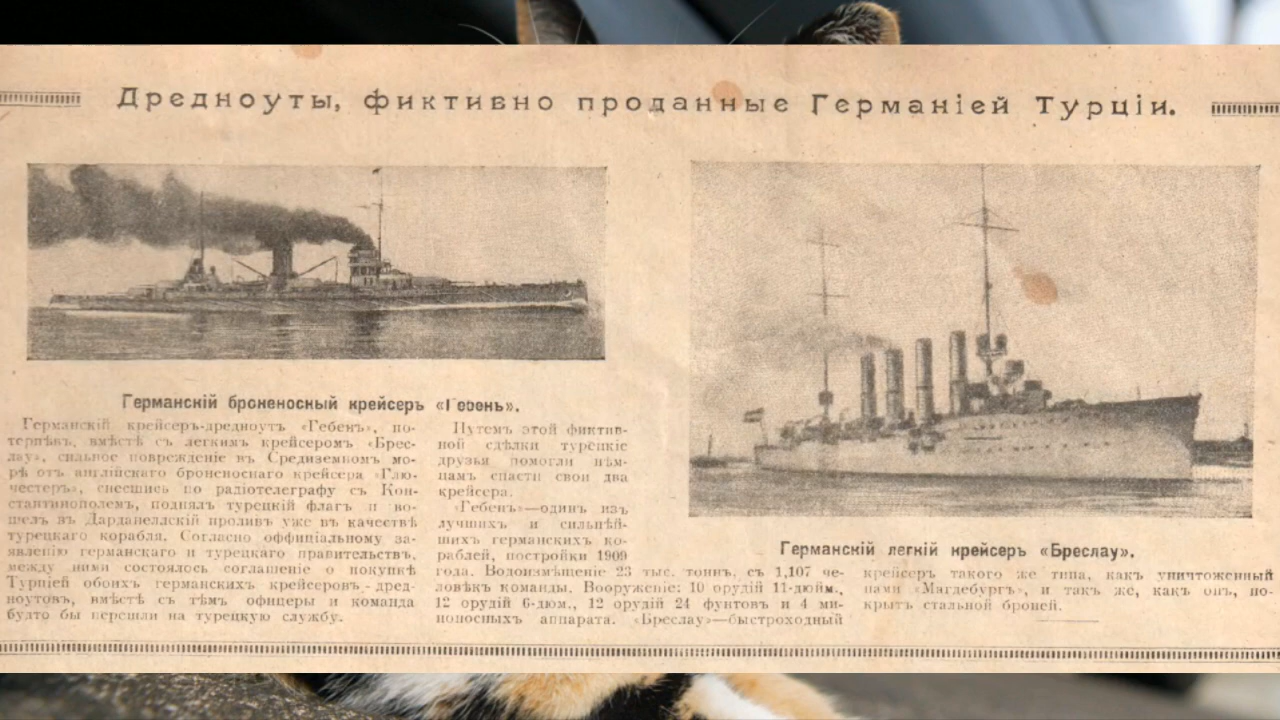 Дредноуты, фиктивно проданные Германіей Турціи.
Германскій броненосный крейсеръ «Гебенъ».
Германскій крейсеръ-дредноутъ «Гебенъ», по-
терпѣвъ, вмѣстѣ съ легкимъ крейсеромъ «Брес-
лау», сильное поврежденіе въ Средиземномъ мо-
рѣ отъ англійскаго броненоснаго крейсера «Глю-
честеръ», снесшись по радіотелеграфу съ Кон-
стантинополемъ, поднялъ турецкій флагъ и во-
шелъ въ Дарданеллскій проливъ уже въ качествѣ
турецкаго корабля. Согласно оффиціальному за-
явленію германскаго и турецкаго правительствъ,
между ними состоялось соглашеніе о покупкѣ
Турціей обоихъ германскихъ крейсеровъ-дред-
ноутовъ, вмѣстѣ съ тѣмъ офицеры и команда
будто бы перешли на турецкую службу.
Путемъ этой фиктив-
ной сдѣлки турецкіе
друзья помогли нѣм-
цамъ спасти свои два
крейсера.
«Гебенъ»—одинъ изъ
лучшихъ и сильнѣй-
шихъ германскихъ ко-
раблей, постройки 1909
года. Водоизмѣщеніе 23 тыс. тоннъ, съ 1,107 че-
ловѣкъ команды. Вооруженіе: 10 орудій 11-дюйм.,
12 орудій 6-дюм., 12 орудій 24 фунтовъ и 4 ми-
ноносныхъ аппарата. «Бреслау»—быстроходный
Германскій легкій крейсеръ «Бреслау».
крейсеръ такого же типа, какъ уничтоженный
нами «Магдебургъ», и такъ же, какъ онъ, по-
крытъ стальной броней.